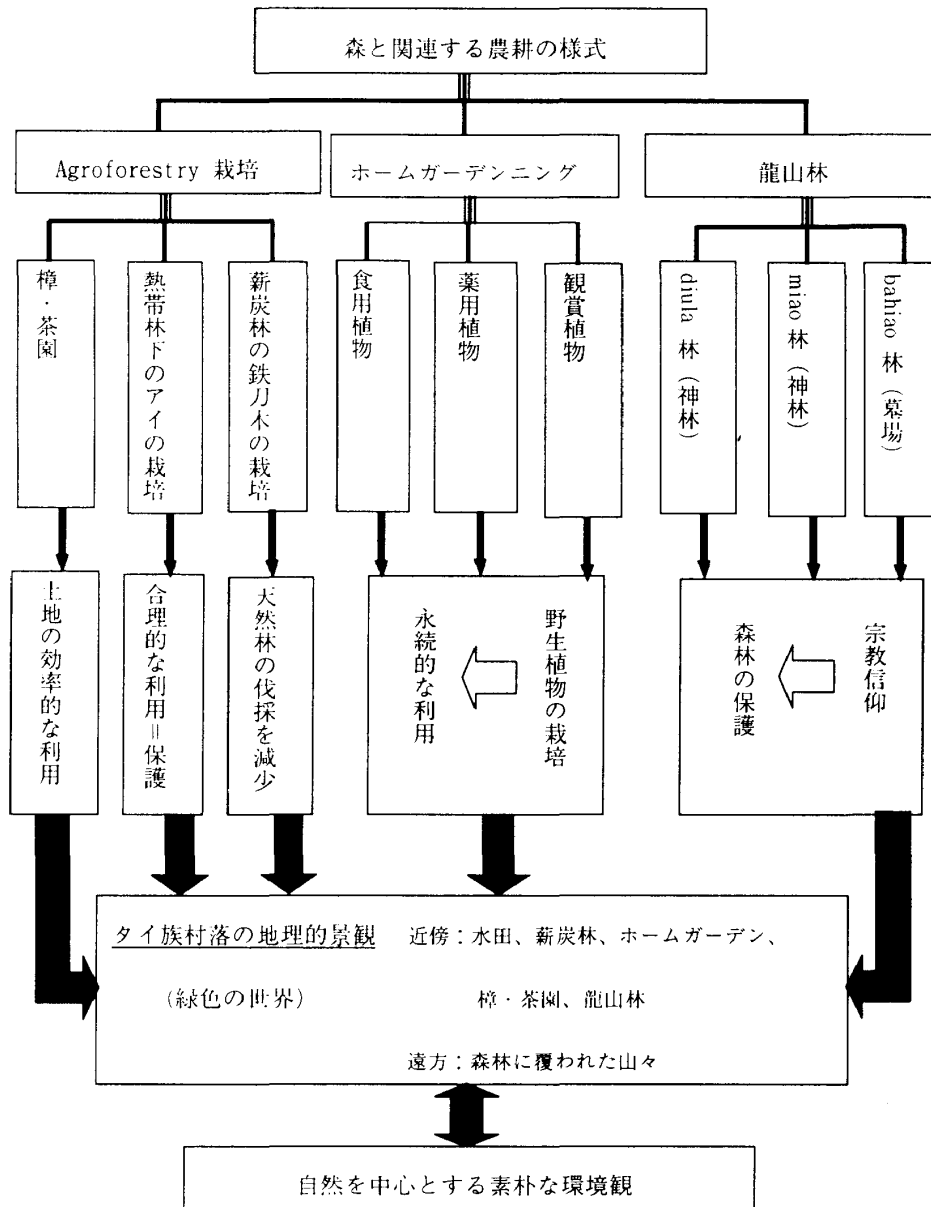 森と関連する農耕の様式
Agroforestry 栽培
ホームガーデンニング
龍山林
樟・茶園
熱帯林下のアイの栽培
薪炭林の鉄刀木の栽培
食用植物
薬用植物
観賞植物
diula 林（神林）
miao 林（神林）
bahiao 林（墓場）
土地の効率的な利用
合理的な利用＝保護
天然林の伐採を減少
永続的な利用
野生植物の栽培
森林の保護
宗教信仰
タイ族村落の地理的景観
（緑色の世界）
近傍：水田、薪炭林、ホームガーデン、
樟・茶園、龍山林
遠方：森林に覆われた山々
自然を中心とする素朴な環境観